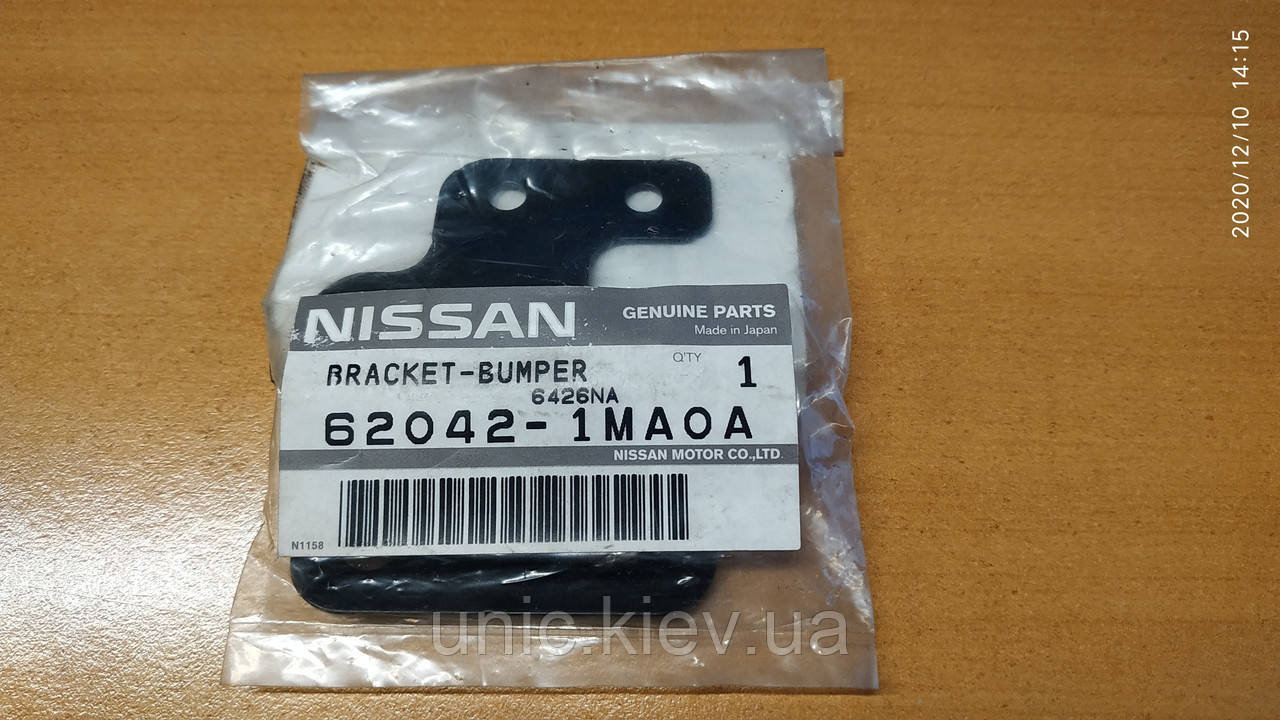 NISSAN
GENUINE PARTS
Made in Japan
BRACKET-BUMPER
Q'TY 1
6426NA
62042-1MA0A
NISSAN MOTOR CO.,LTD.
N1158
unic.kiev.ua
2020/12/10 14:15